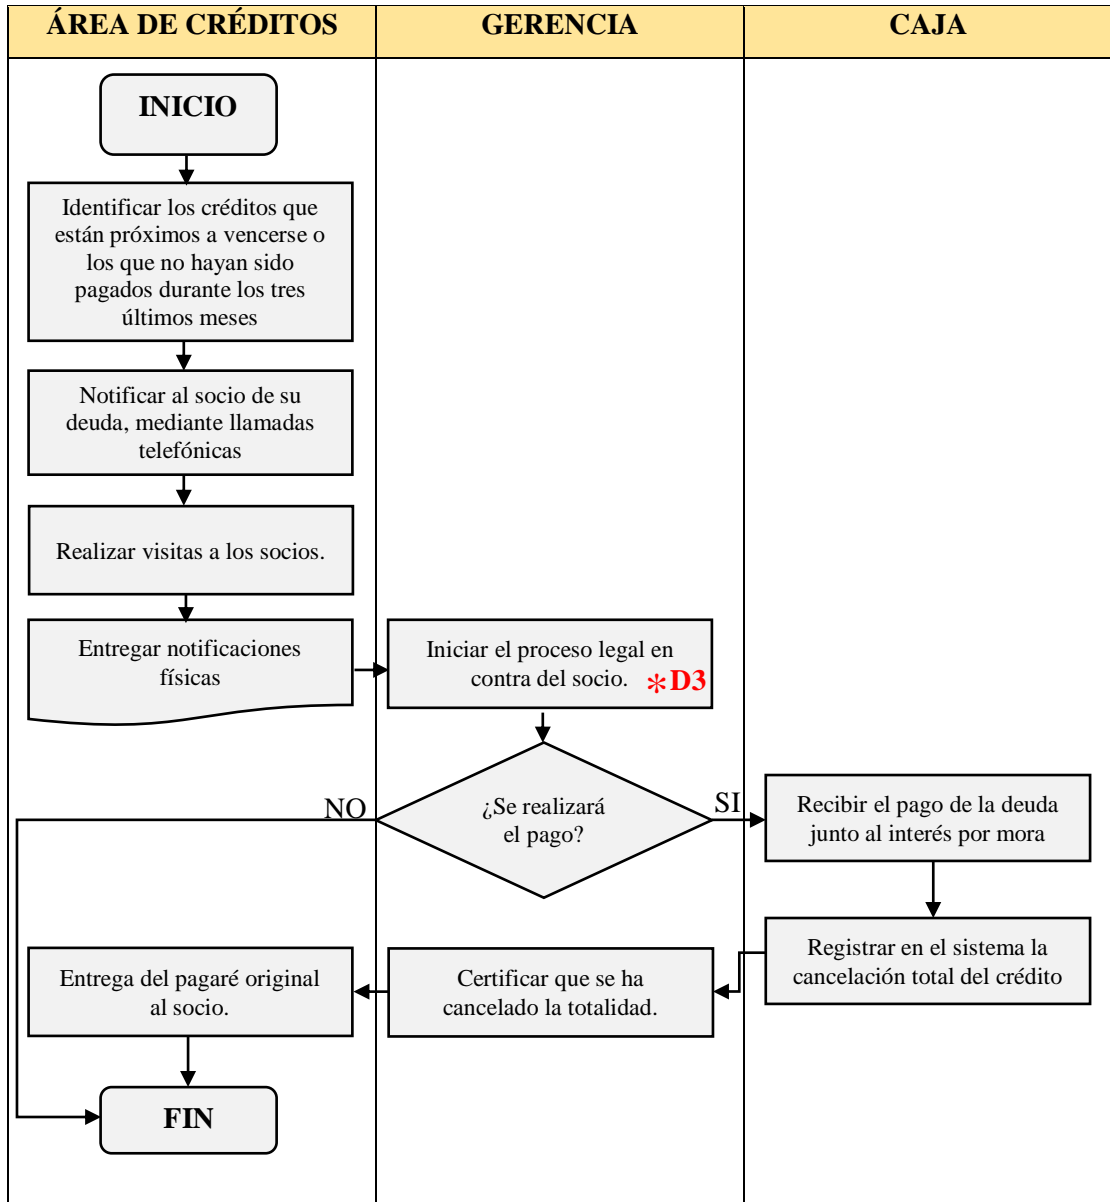 ÁREA DE CRÉDITOS
GERENCIA
CAJA
INICIO
Identificar los créditos que
están próximos a vencerse o
los que no hayan sido
pagados durante los tres
últimos meses
Notificar al socio de su
deuda, mediante llamadas
telefónicas
Realizar visitas a los socios.
Entregar notificaciones
físicas
Iniciar el proceso legal en
contra del socio. *D3
¿Se realizará
el pago?
NO
SI
Recibir el pago de la deuda
junto al interés por mora
Registrar en el sistema la
cancelación total del crédito
Certificar que se ha
cancelado la totalidad.
Entrega del pagaré original
al socio.
FIN